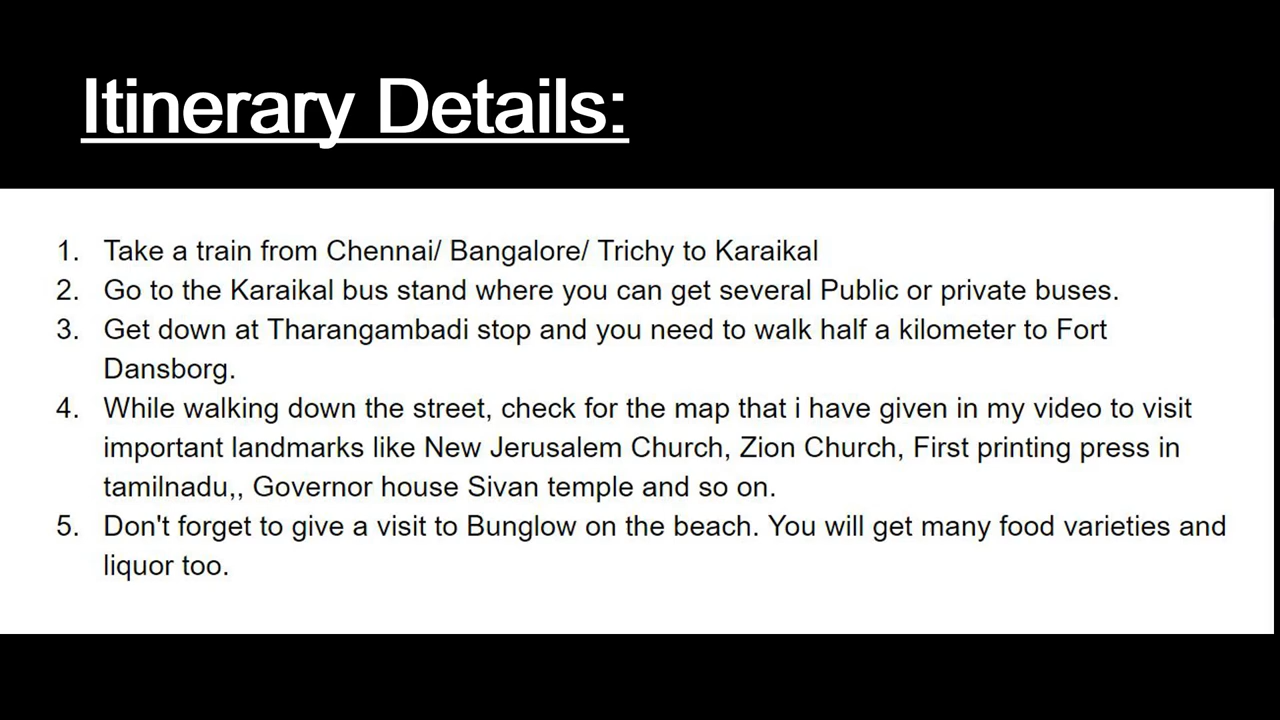 Itinerary Details:
1. Take a train from Chennai/ Bangalore/ Trichy to Karaikal
2. Go to the Karaikal bus stand where you can get several Public or private buses.
3. Get down at Tharangambadi stop and you need to walk half a kilometer to Fort
Dansborg.
4. While walking down the street, check for the map that i have given in my video to visit
important landmarks like New Jerusalem Church, Zion Church, First printing press in
tamilnadu,, Governor house Sivan temple and so on.
5. Don't forget to give a visit to Bunglow on the beach. You will get many food varieties and
liquor too.